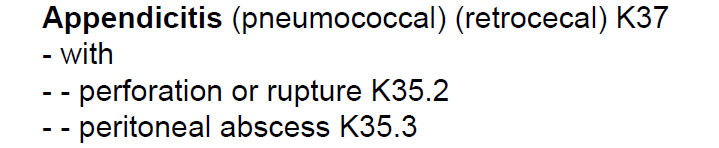 Appendicitis (pneumococcal) (retrocecal) K37
- with
- - perforation or rupture K35.2
- - peritoneal abscess K35.3